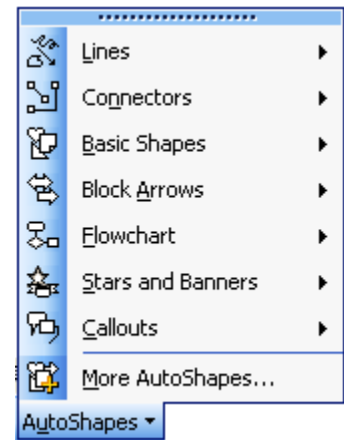 Lines
Connectors
Basic Shapes
Block Arrows
Flowchart
Stars and Banners
Callouts
More AutoShapes...
AutoShapes